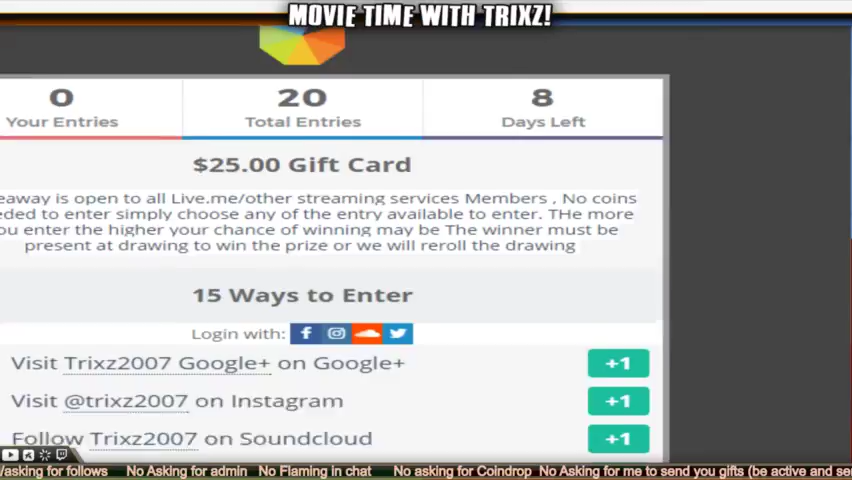 MOVIE TIME WITH TRIXZ!
0 20 8
Your Entries Total Entries Days Left
$25.00 Gift Card
eaway is open to all Live.me/other streaming services Members , No coins
eded to enter simply choose any of the entry available to enter. THe more
ou enter the higher your chance of winning may be The winner must be
present at drawing to win the prize or we will reroll the drawing
15 Ways to Enter
Login with:
Visit Trixz2007 Google+ on Google+ +1
Visit @trixz2007 on Instagram +1
Follow Trixz2007 on Soundcloud +1
/asking for follows No Asking for admin No Flaming in chat No asking for Coindrop No Asking for me to send you gifts (be active and se